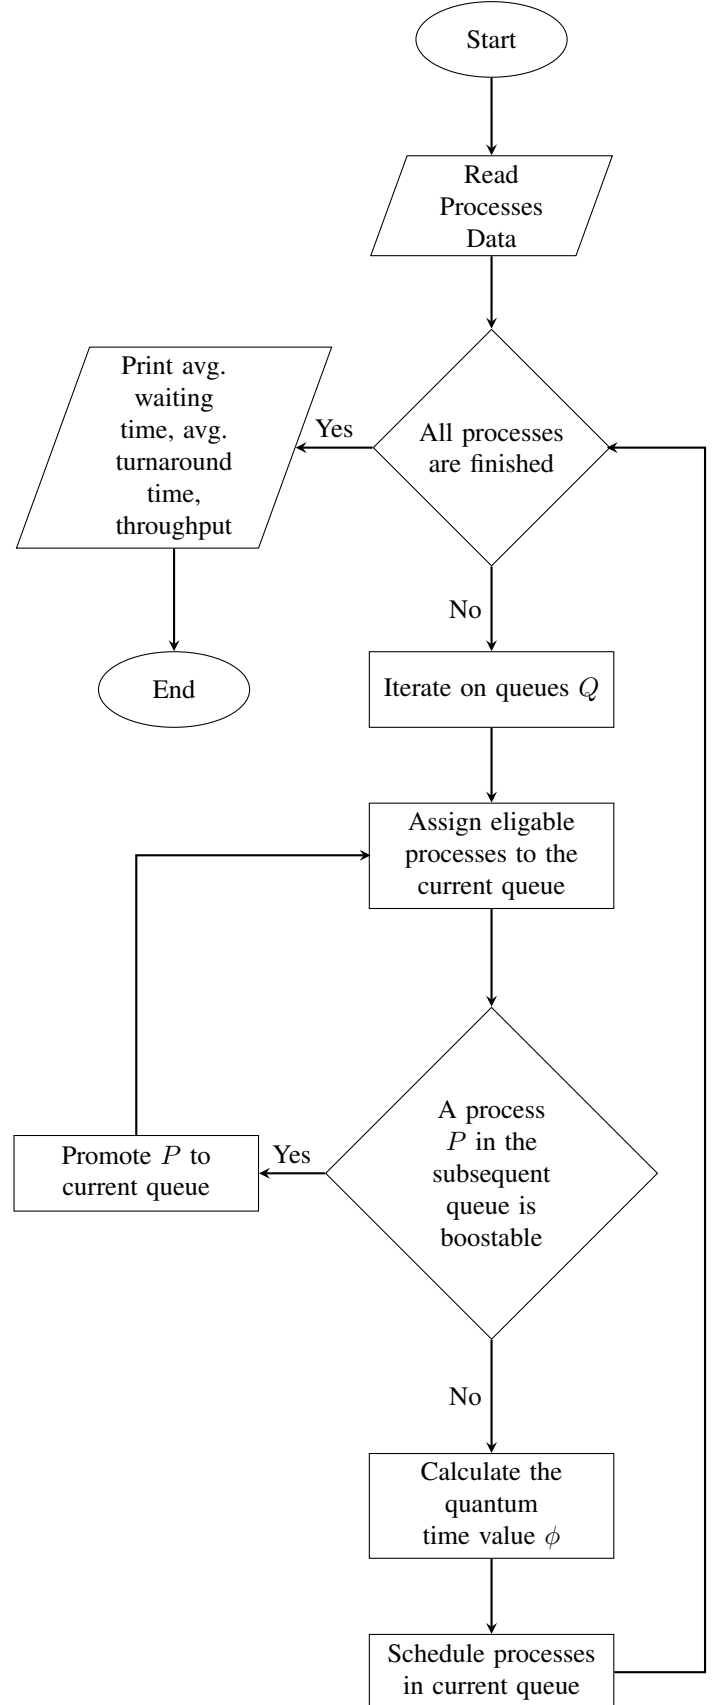 Start
Read
Processes
Data
Print avg.
waiting
time, avg.
turnaround
time,
throughput
Yes
All processes
are finished
No
End
Iterate on queues Q
Assign eligable
processes to the
current queue
A process
P in the
subsequent
queue is
boostable
Yes
Promote P to
current queue
No
Calculate the
quantum
time value ϕ
Schedule processes
in current queue